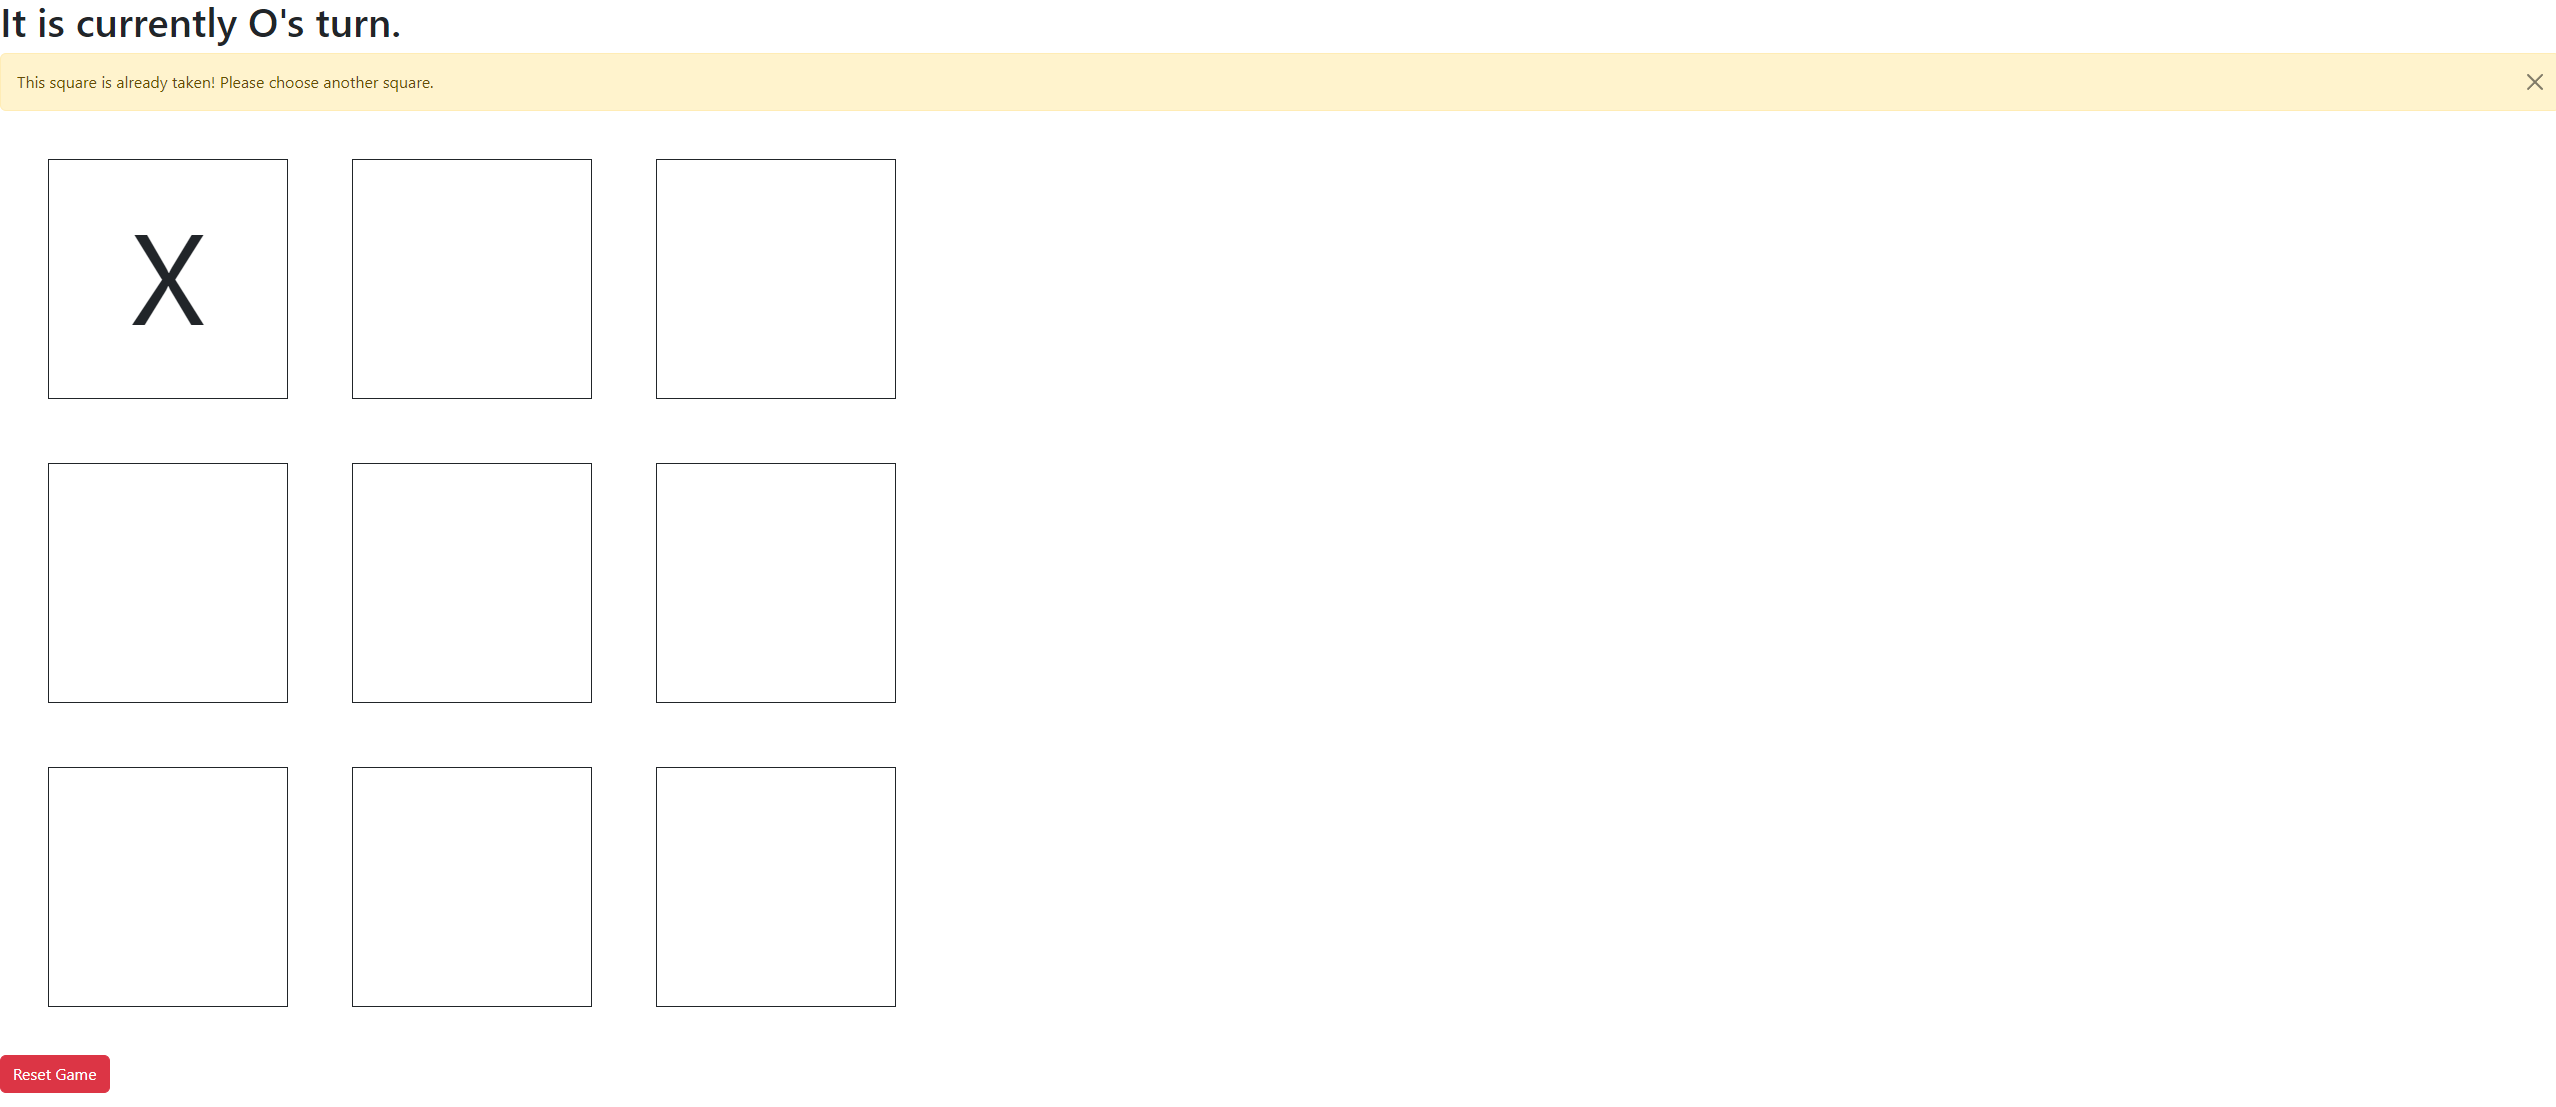 It is currently O's turn.
This square is already taken! Please choose another square.
X
Reset Game